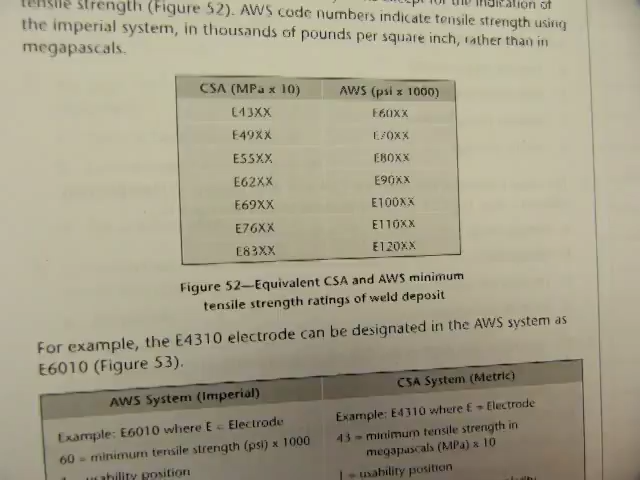 tensile strength (Figure 52). AWS code numbers indicate tensile strength using
the imperial system, in thousands of pounds per square inch, rather than in
megapascals.
CSA (MPa x 10) AWS (psi x 1000)
E43XX E60XX
E49XX E70XX
E55XX E80XX
E62XX E90XX
E69XX E100XX
E76XX E110XX
E83XX E120XX
Figure 52—Equivalent CSA and AWS minimum
tensile strength ratings of weld deposit
For example, the E4310 electrode can be designated in the AWS system as
E6010 (Figure 53).
AWS System (Imperial) CSA System (Metric)
Example: E6010 where E = Electrode Example: E4310 where E = Electrode
60 = minimum tensile strength (psi) x 1000 43 = minimum tensile strength in
megapascals (MPa) x 10
usability position 1 = usability position